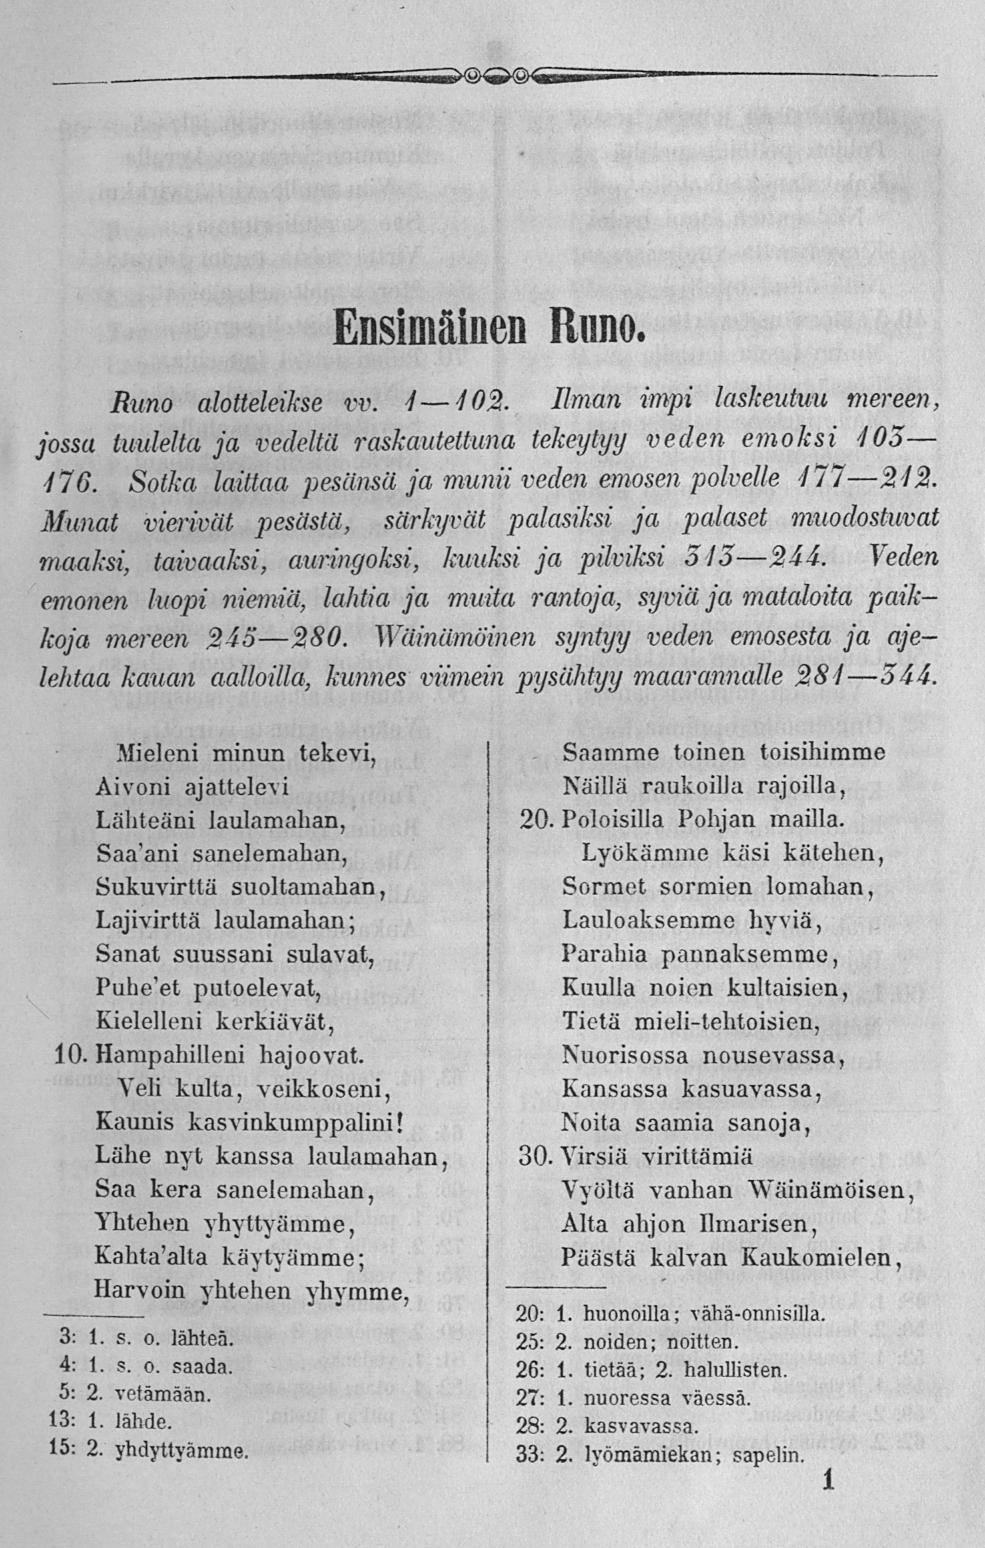 Ensimäinen Runo.
Runo alotteleikse vv. 1—102. Ilman impi laskeutuu mereen,
jossa tuulelta ja vedeltä raskautettuna tekeytyy veden emoksi 103—
176. Sotka laittaa pesänsä ja munii veden emosen polvelle 177—212.
Munat vierivät pesästä, särkyvät palasiksi ja palaset muodostuvat
maaksi, taivaaksi, auringoksi, kuuksi ja pilviksi 313—244. Veden
emonen luopi niemiä, lahtia ja muita rantoja, syviä ja mataloita paik-
koja mereen 245—280. Wäinämöinen syntyy veden emosesta ja aje-
lehtaa kauan aalloilla, kunnes viimein pysähtyy maarannalle 281—344.
Mieleni minun tekevi,
Aivoni ajattelevi
Lähteäni laulamahan,
Saa'ani sanelemahan,
Sukuvirttä suoltamahan,
Lajivirttä laulamahan;
Sanat suussani sulavat,
Puhe'et putoelevat,
Kielelleni kerkiävät,
10. Hampahilleni hajoovat.
Veli kulta, veikkoseni,
Kaunis kasvinkumppalini!
Lähe nyt kanssa laulamahan,
Saa kera sanelemahan,
Yhtehen yhyttyämme,
Kahta'alta käytyämme;
Harvoin yhtehen yhymme,
3: 1. s. o. lähteä.
4: 1. s. o. saada.
5: 2. vetämään.
13: 1. lähde.
15: 2. yhdyttyämme.
Saamme toinen toisihimme
Näillä raukoilla rajoilla,
20. Poloisilla Pohjan mailla.
Lyökämme käsi kätehen,
Sormet sormien lomahan,
Lauloaksemme hyviä,
Parahia pannaksemme,
Kuulla noien kultaisien,
Tietä mieli-tehtoisien,
Nuorisossa nousevassa,
Kansassa kasuavassa,
Noita saamia sanoja,
30. Virsiä virittämiä
Vyöltä vanhan Wäinämöisen,
Alta ahjon Ilmarisen,
Päästä kalvan Kaukomielen,
20: 1. huonoilla; vähä-onnisilla.
25: 2. noiden; noitten.
26: 1. tietää; 2. halullisten.
27: 1. nuoressa väessä.
28: 2. kasvavassa.
33: 2. lyömämiekan; sapelin.
1